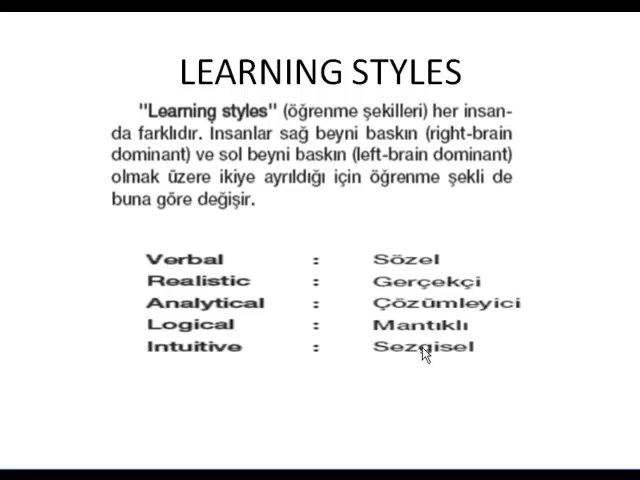 LEARNING STYLES
"Learning styles" (öğrenme şekilleri) her insan-
da farklıdır. İnsanlar sağ beyni baskın (right-brain
dominant) ve sol beyni baskın (left-brain dominant)
olmak üzere ikiye ayrıldığı için öğrenme şekli de
buna göre değişir.
Verbal : Sözel
Realistic : Gerçekçi
Analytical : Çözümleyici
Logical : Mantıklı
Intuitive : Sezgisel